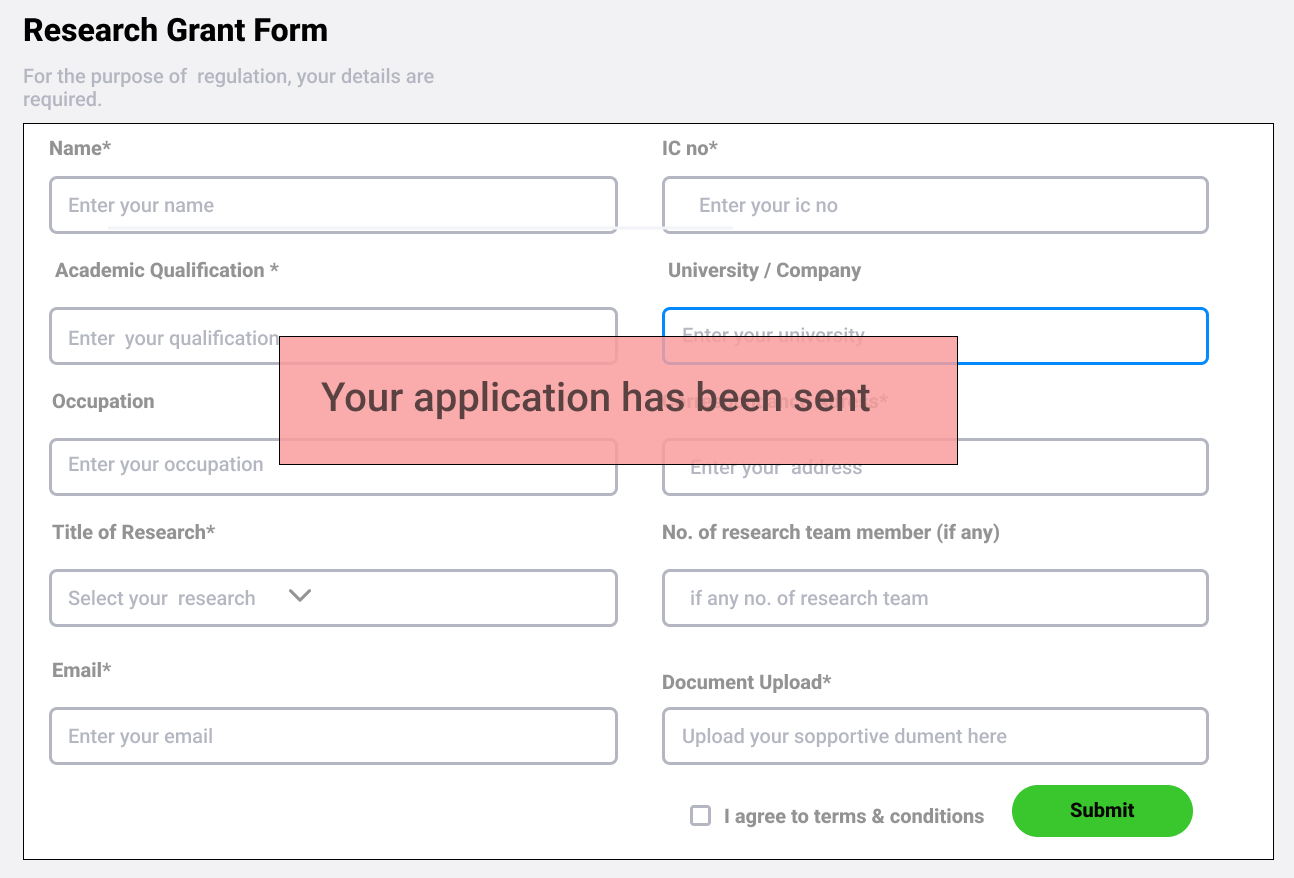 Research Grant Form
For the purpose of regulation, your details are
required.
Name*
IC no*
Enter your name
Enter your ic no
Academic Qualification *
University / Company
Enter your qualification
Enter your university
Your application has been sent
Occupation
Enter your occupation
Enter your address
Title of Research*
No. of research team member (if any)
Select your research
if any no. of research team
Email*
Document Upload*
Enter your email
Upload your sopportive dument here
I agree to terms & conditions
Submit